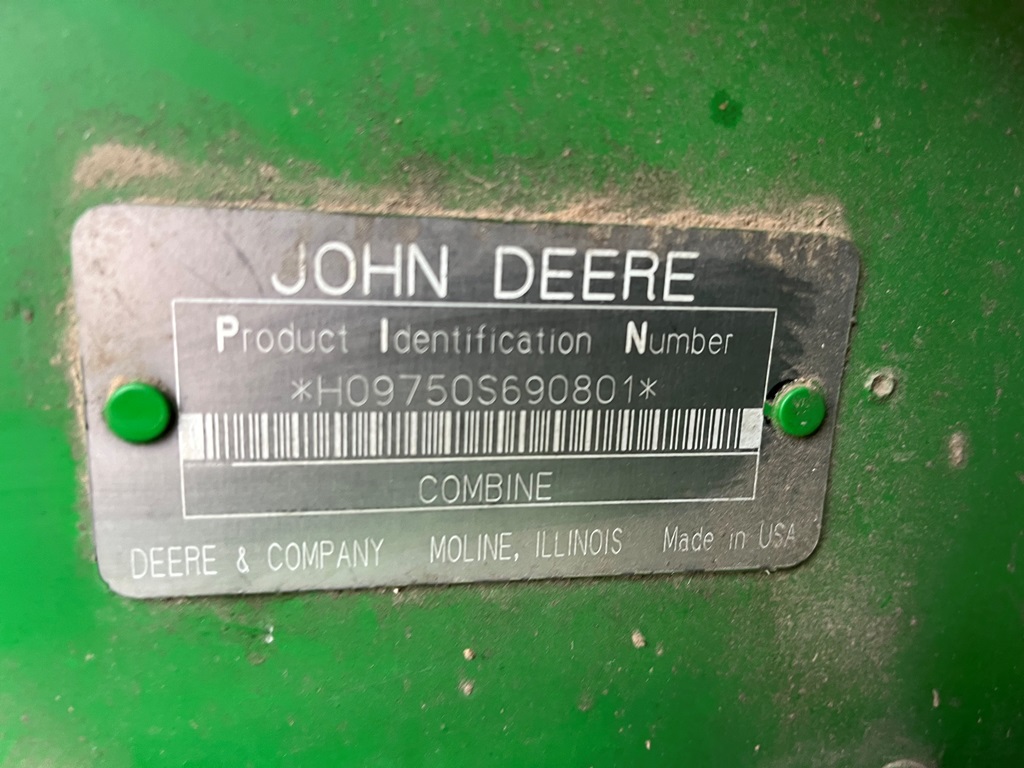 JOHN DEERE
Product Identification Number
*H09750S690801*
COMBINE
DEERE & COMPANY MOLINE, ILLINOIS Made in USA